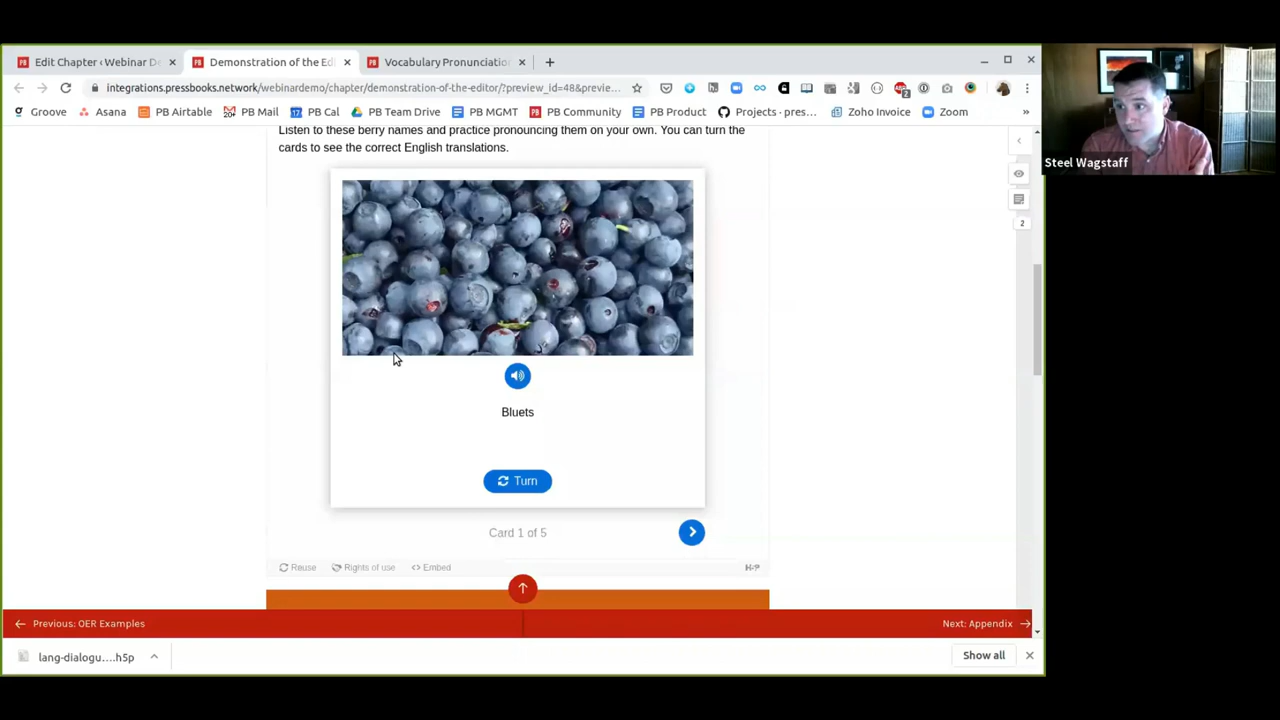 Edit Chapter ‹ Webinar De
Demonstration of the Ed
Vocabulary Pronunciatio
integrations.pressbooks.network/webinardemo/chapter/demonstration-of-the-editor/?preview_id=48&previe...
Groove
Asana
PB Airtable
PB Mail
PB Cal
PB Team Drive
PB MGMT
PB Community
PB Product
Projects · pres...
Zoho Invoice
Zoom
»
Steel Wagstaff
Listen to these berry names and practice pronouncing them on your own. You can turn the
cards to see the correct English translations.
2
Bluets
Turn
Card 1 of 5
Reuse
Rights of use
<> Embed
H5P
← Previous: OER Examples
Next: Appendix →
lang-dialogu....h5p
Show all